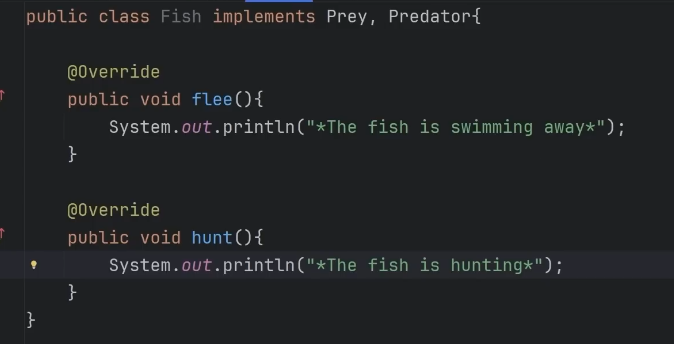 public class Fish implements Prey, Predator{
@Override
public void flee(){
System.out.println("*The fish is swimming away*");
}
@Override
public void hunt(){
System.out.println("*The fish is hunting*");
}
}